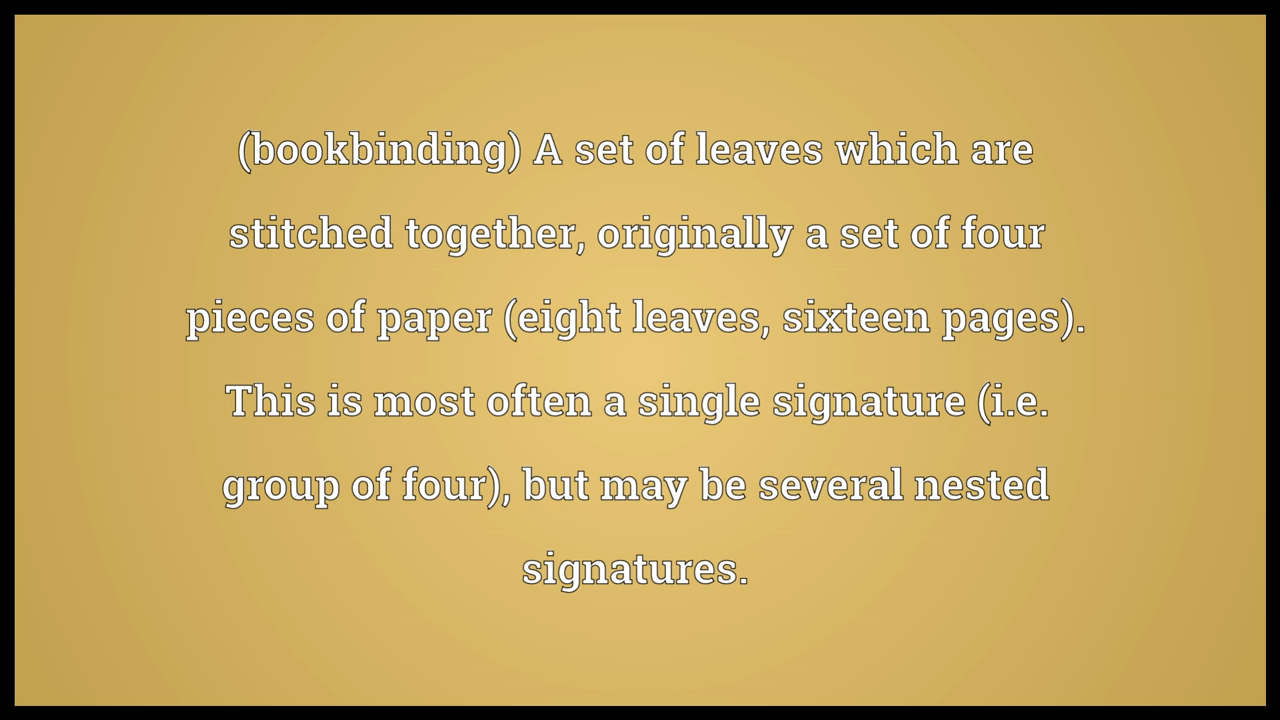 (bookbinding) A set of leaves which are
stitched together, originally a set of four
pieces of paper (eight leaves, sixteen pages).
This is most often a single signature (i.e.
group of four), but may be several nested
signatures.